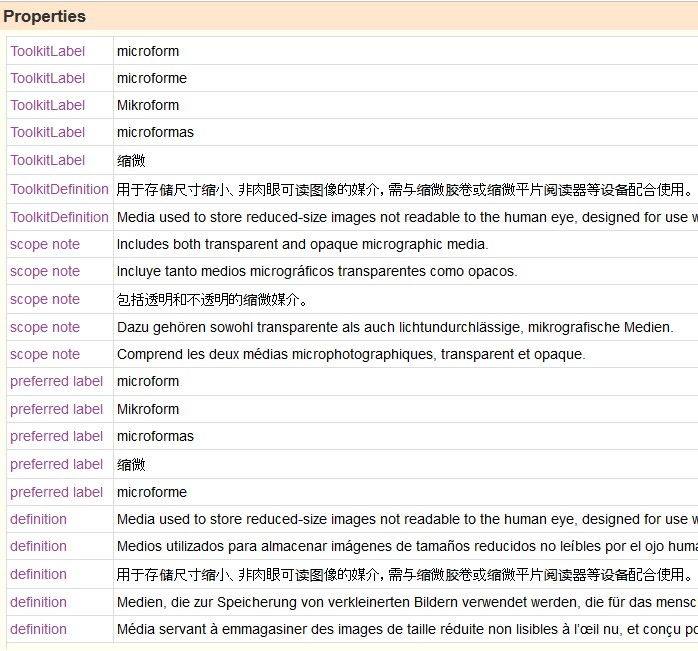 Properties
ToolkitLabel microform
ToolkitLabel microforme
ToolkitLabel Mikroform
ToolkitLabel microformas
ToolkitLabel 缩微
ToolkitDefinition 用于存储尺寸缩小、非肉眼可读图像的媒介，需与缩微胶卷或缩微平片阅读器等设备配合使用。
ToolkitDefinition Media used to store reduced-size images not readable to the human eye, designed for use
scope note Includes both transparent and opaque micrographic media.
scope note Incluye tanto medios micrográficos transparentes como opacos.
scope note 包括透明和不透明的缩微媒介。
scope note Dazu gehören sowohl transparente als auch lichtundurchlässige, mikrografische Medien.
scope note Comprend les deux médias microphotographiques, transparent et opaque.
preferred label microform
preferred label Mikroform
preferred label microformas
preferred label 缩微
preferred label microforme
definition Media used to store reduced-size images not readable to the human eye, designed for use
definition Medios utilizados para almacenar imágenes de tamaños reducidos no leíbles por el ojo
definition 用于存储尺寸缩小、非肉眼可读图像的媒介，需与缩微胶卷或缩微平片阅读器等设备配合使用。
definition Medien, die zur Speicherung von verkleinerten Bildern verwendet werden, die für das
definition Média servant à emmagasiner des images de taille réduite non lisibles à l'œil nu, et conçu